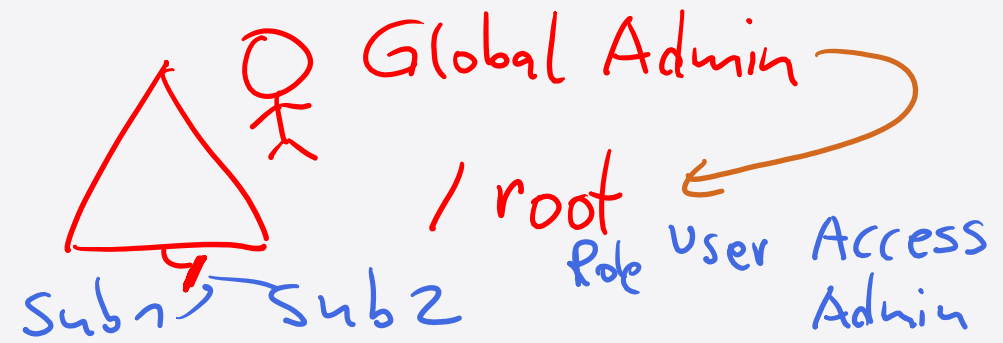 Global Admin
/ root
Role User Access
Admin
Sub1 Sub2